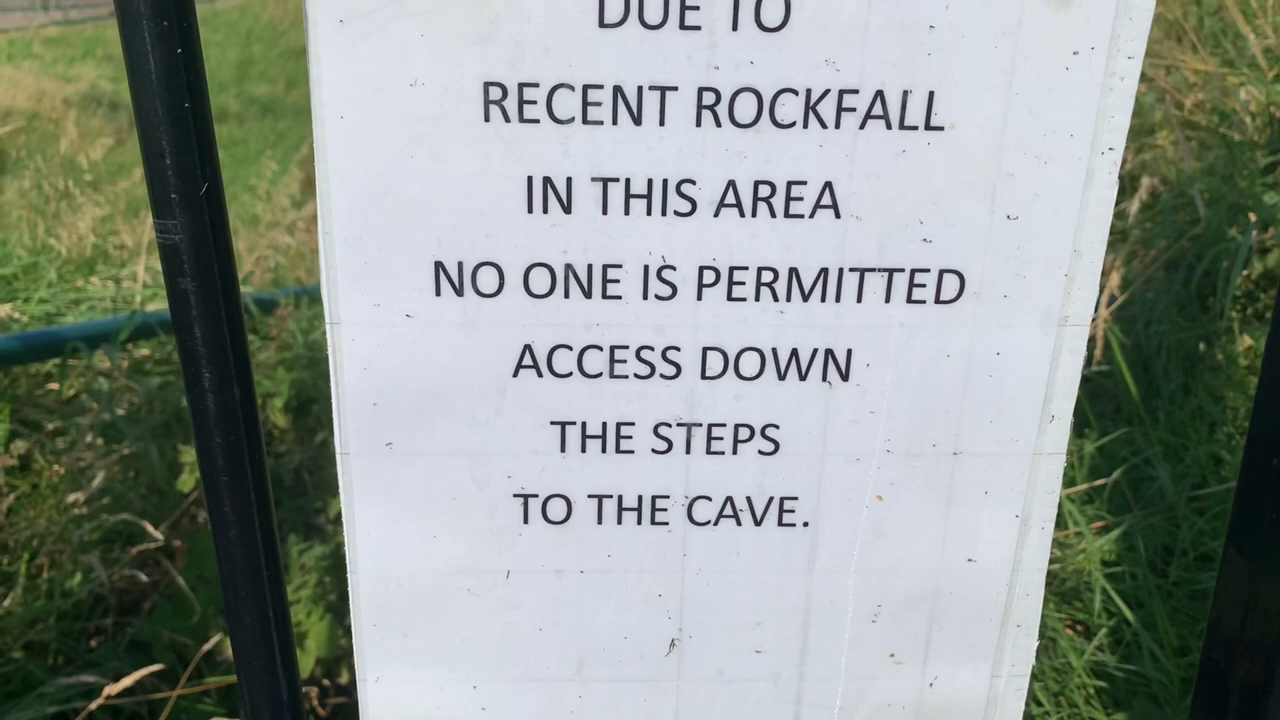 DUE TO
RECENT ROCKFALL
IN THIS AREA
NO ONE IS PERMITTED
ACCESS DOWN
THE STEPS
TO THE CAVE.